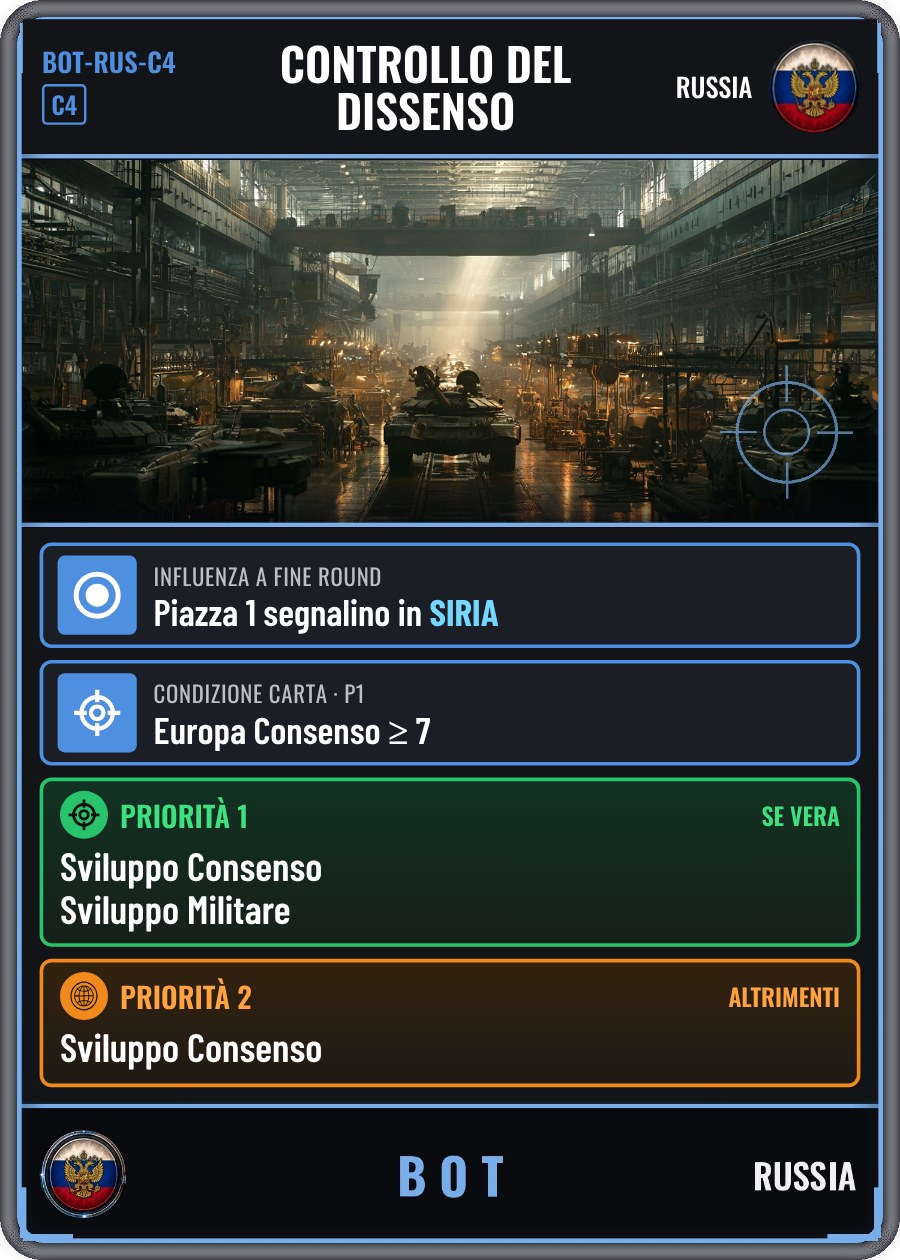 BOT-RUS-C4
C4
CONTROLLO DEL
DISSENSO
RUSSIA
INFLUENZA A FINE ROUND
Piazza 1 segnalino in SIRIA
CONDIZIONE CARTA · P1
Europa Consenso ≥ 7
PRIORITÀ 1
SE VERA
Sviluppo Consenso
Sviluppo Militare
PRIORITÀ 2
ALTRIMENTI
Sviluppo Consenso
BOT
RUSSIA